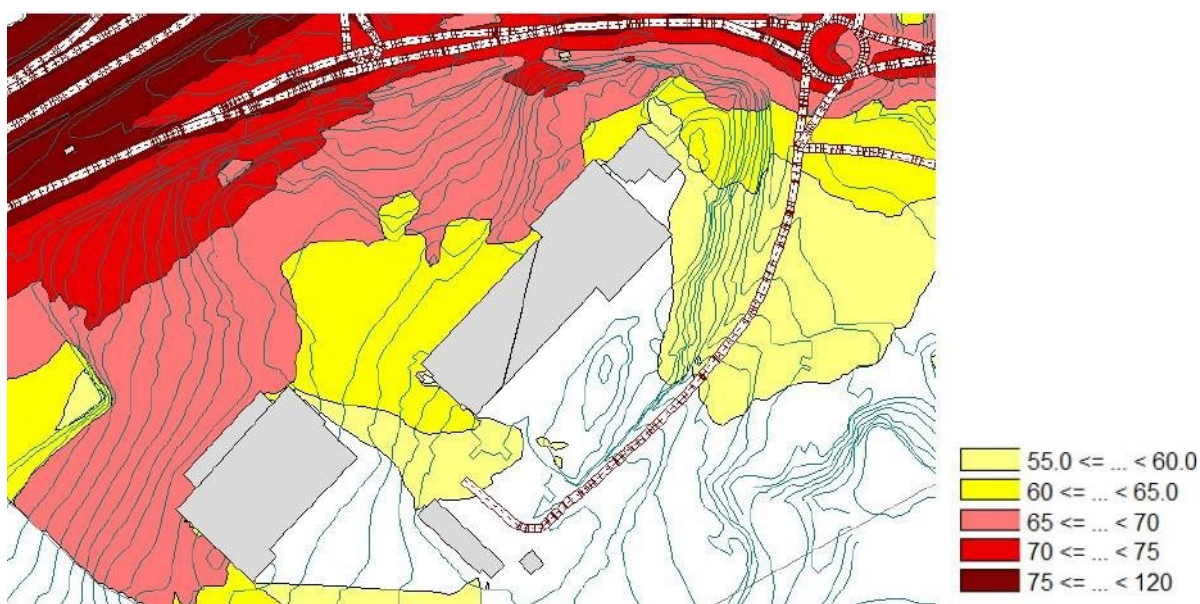 55.0 <= ... < 60.0
60 <= ... < 65.0
65 <= ... < 70
70 <= ... < 75
75 <= ... < 120